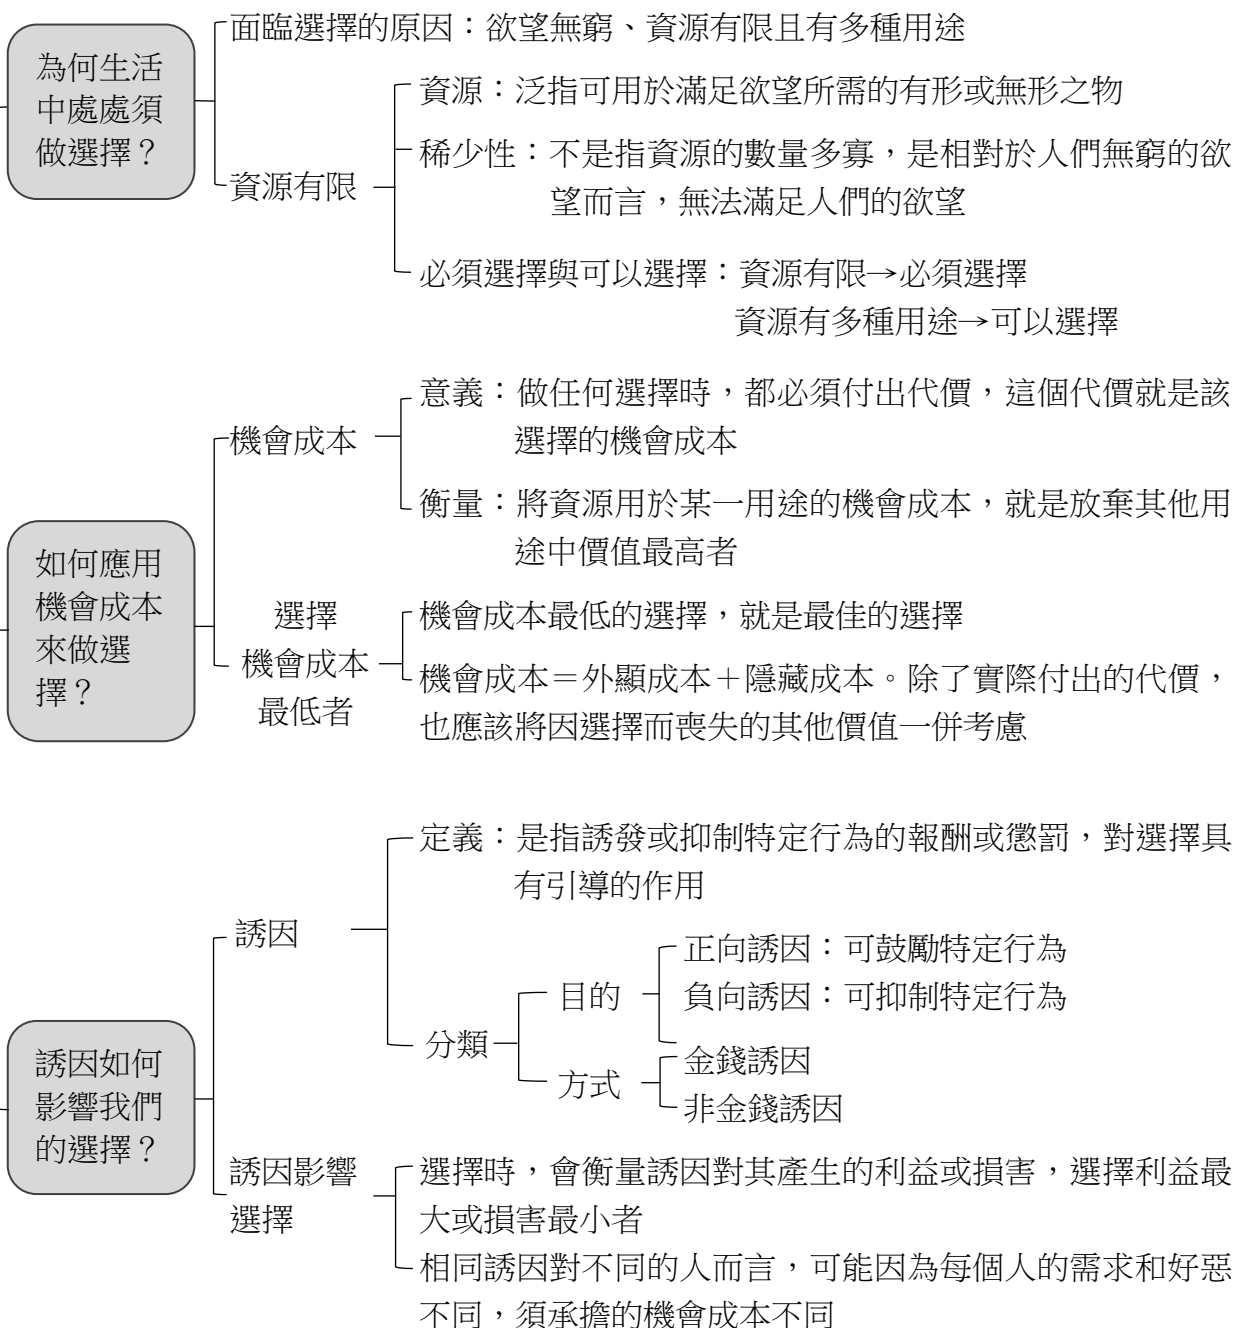 為何生活
中處處須
做選擇？
面臨選擇的原因：欲望無窮、資源有限且有多種用途
資源有限
資源：泛指可用於滿足欲望所需的有形或無形之物
稀少性：不是指資源的數量多寡，是相對於人們無窮的欲
望而言，無法滿足人們的欲望
必須選擇與可以選擇：資源有限→必須選擇
資源有多種用途→可以選擇
如何應用
機會成本
來做選
擇？
機會成本
意義：做任何選擇時，都必須付出代價，這個代價就是該
選擇的機會成本
衡量：將資源用於某一用途的機會成本，就是放棄其他用
途中價值最高者
選擇
機會成本
最低者
機會成本最低的選擇，就是最佳的選擇
機會成本＝外顯成本＋隱藏成本。除了實際付出的代價，
也應該將因選擇而喪失的其他價值一併考慮
誘因如何
影響我們
的選擇？
誘因
定義：是指誘發或抑制特定行為的報酬或懲罰，對選擇具
有引導的作用
分類
目的
正向誘因：可鼓勵特定行為
負向誘因：可抑制特定行為
方式
金錢誘因
非金錢誘因
誘因影響
選擇
選擇時，會衡量誘因對其產生的利益或損害，選擇利益最
大或損害最小者
相同誘因對不同的人而言，可能因為每個人的需求和好惡
不同，須承擔的機會成本不同